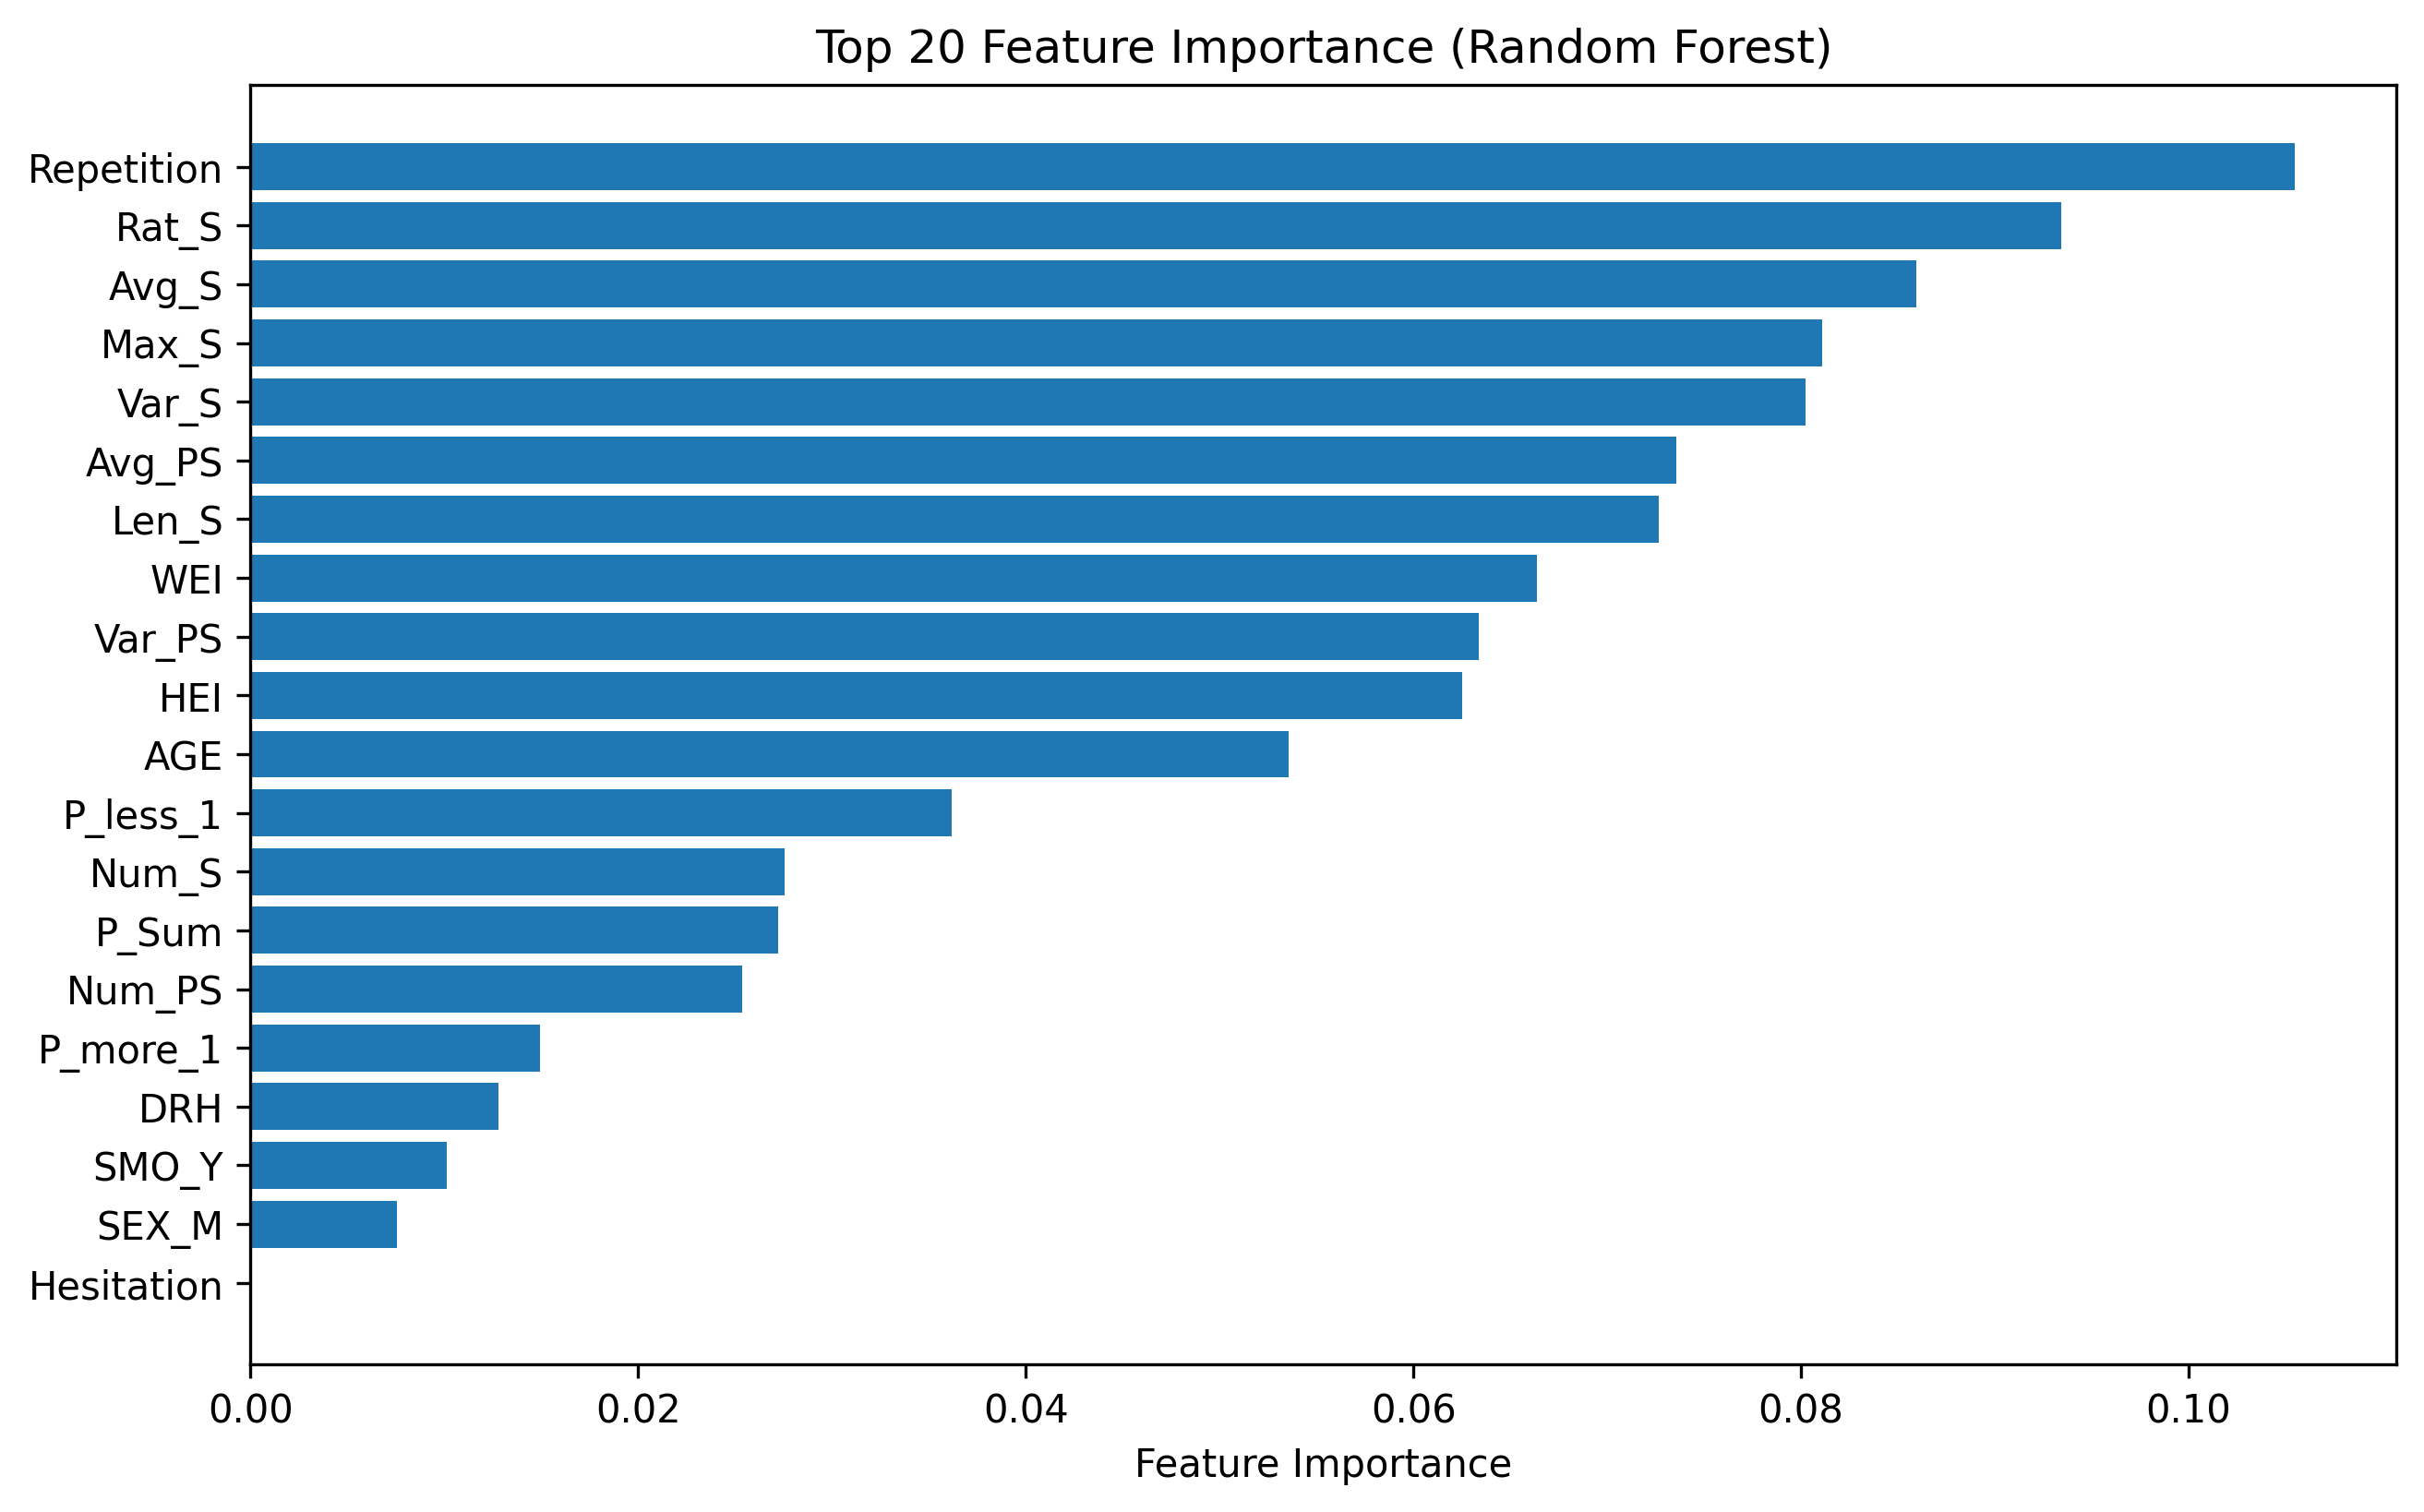 Top 20 Feature Importance (Random Forest)
Repetition
Rat_S
Avg_S
Max_S
Var_S
Avg_PS
Len_S
WEI
Var_PS
HEI
AGE
P_less_1
Num_S
P_Sum
Num_PS
P_more_1
DRH
SMO_Y
SEX_M
Hesitation
0.00 0.02 0.04 0.06 0.08 0.10
Feature Importance